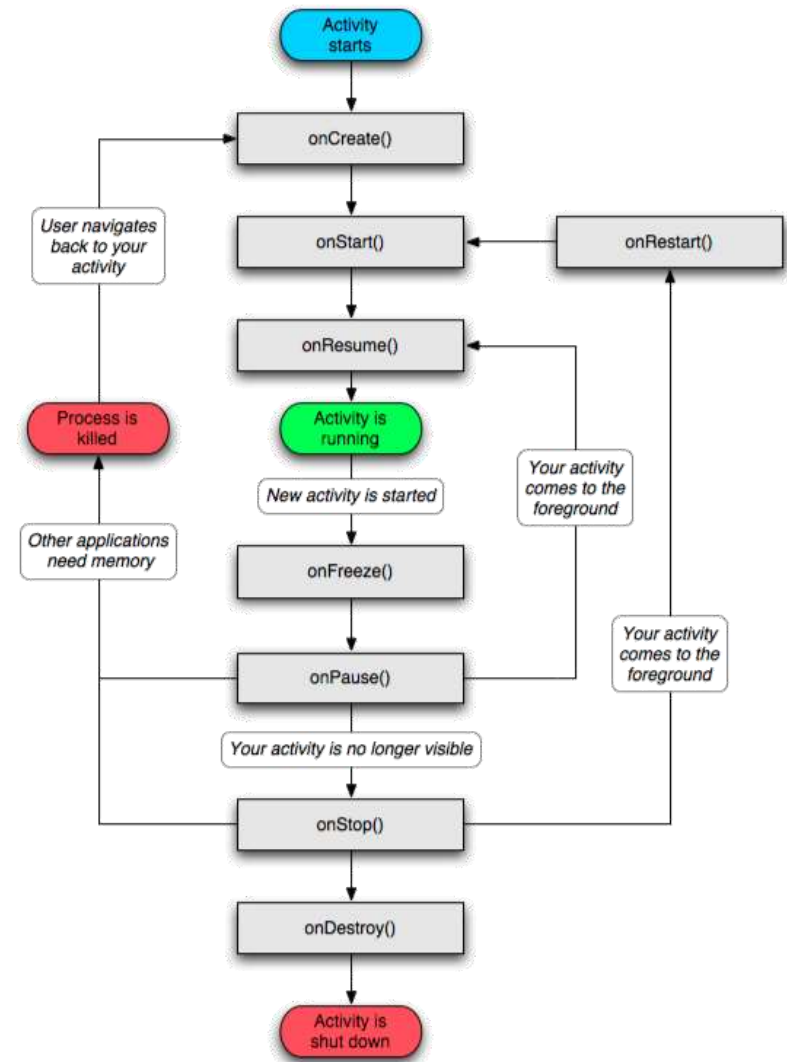 Activity
starts
onCreate()
User navigates
back to your
activity
onStart()
onRestart()
onResume()
Process is
killed
Activity is
running
Your activity
comes to the
foreground
New activity is started
Other applications
need memory
onFreeze()
Your activity
comes to the
foreground
onPause()
Your activity is no longer visible
onStop()
onDestroy()
Activity is
shut down